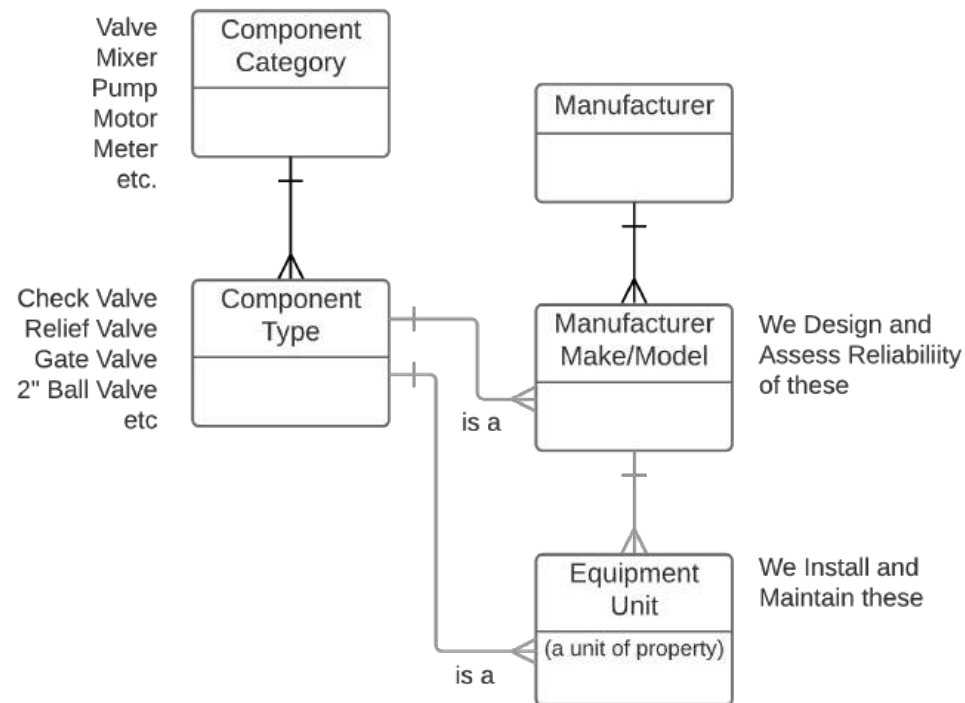 Valve
Mixer
Pump
Motor
Meter
etc.
Component
Category
Manufacturer
Check Valve
Relief Valve
Gate Valve
2" Ball Valve
etc
Component
Type
Manufacturer
Make/Model
We Design and
Assess Reliabiliity
of these
is a
Equipment
Unit
(a unit of property)
We Install and
Maintain these
is a